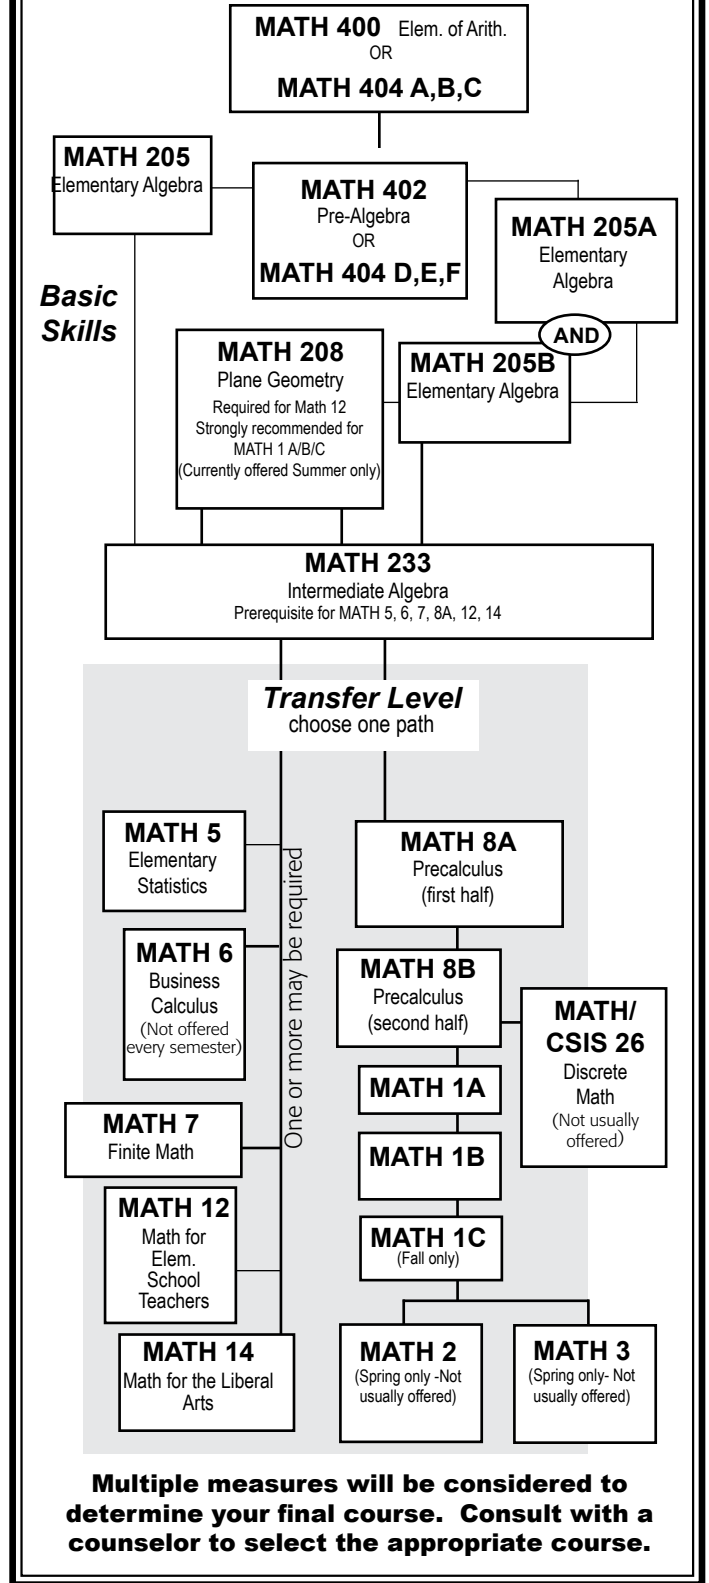 MATH 400 Elem. of Arith.
OR
MATH 404 A,B,C
MATH 205
Elementary Algebra
MATH 402
Pre-Algebra
OR
MATH 404 D,E,F
MATH 205A
Elementary
Algebra
Basic
Skills
AND
MATH 208
Plane Geometry
Required for Math 12
Strongly recommended for
MATH 1 A/B/C
(Currently offered Summer only)
MATH 205B
Elementary Algebra
MATH 233
Intermediate Algebra
Prerequisite for MATH 5, 6, 7, 8A, 12, 14
Transfer Level
choose one path
MATH 5
Elementary
Statistics
MATH 6
Business
Calculus
(Not offered
every semester)
MATH 7
Finite Math
MATH 12
Math for
Elem.
School
Teachers
MATH 14
Math for the Liberal
Arts
One or more may be required
MATH 8A
Precalculus
(first half)
MATH 8B
Precalculus
(second half)
MATH/
CSIS 26
Discrete
Math
(Not usually
offered)
MATH 1A
MATH 1B
MATH 1C
(Fall only)
MATH 2
(Spring only -Not
usually offered)
MATH 3
(Spring only- Not
usually offered)
Multiple measures will be considered to
determine your final course. Consult with a
counselor to select the appropriate course.